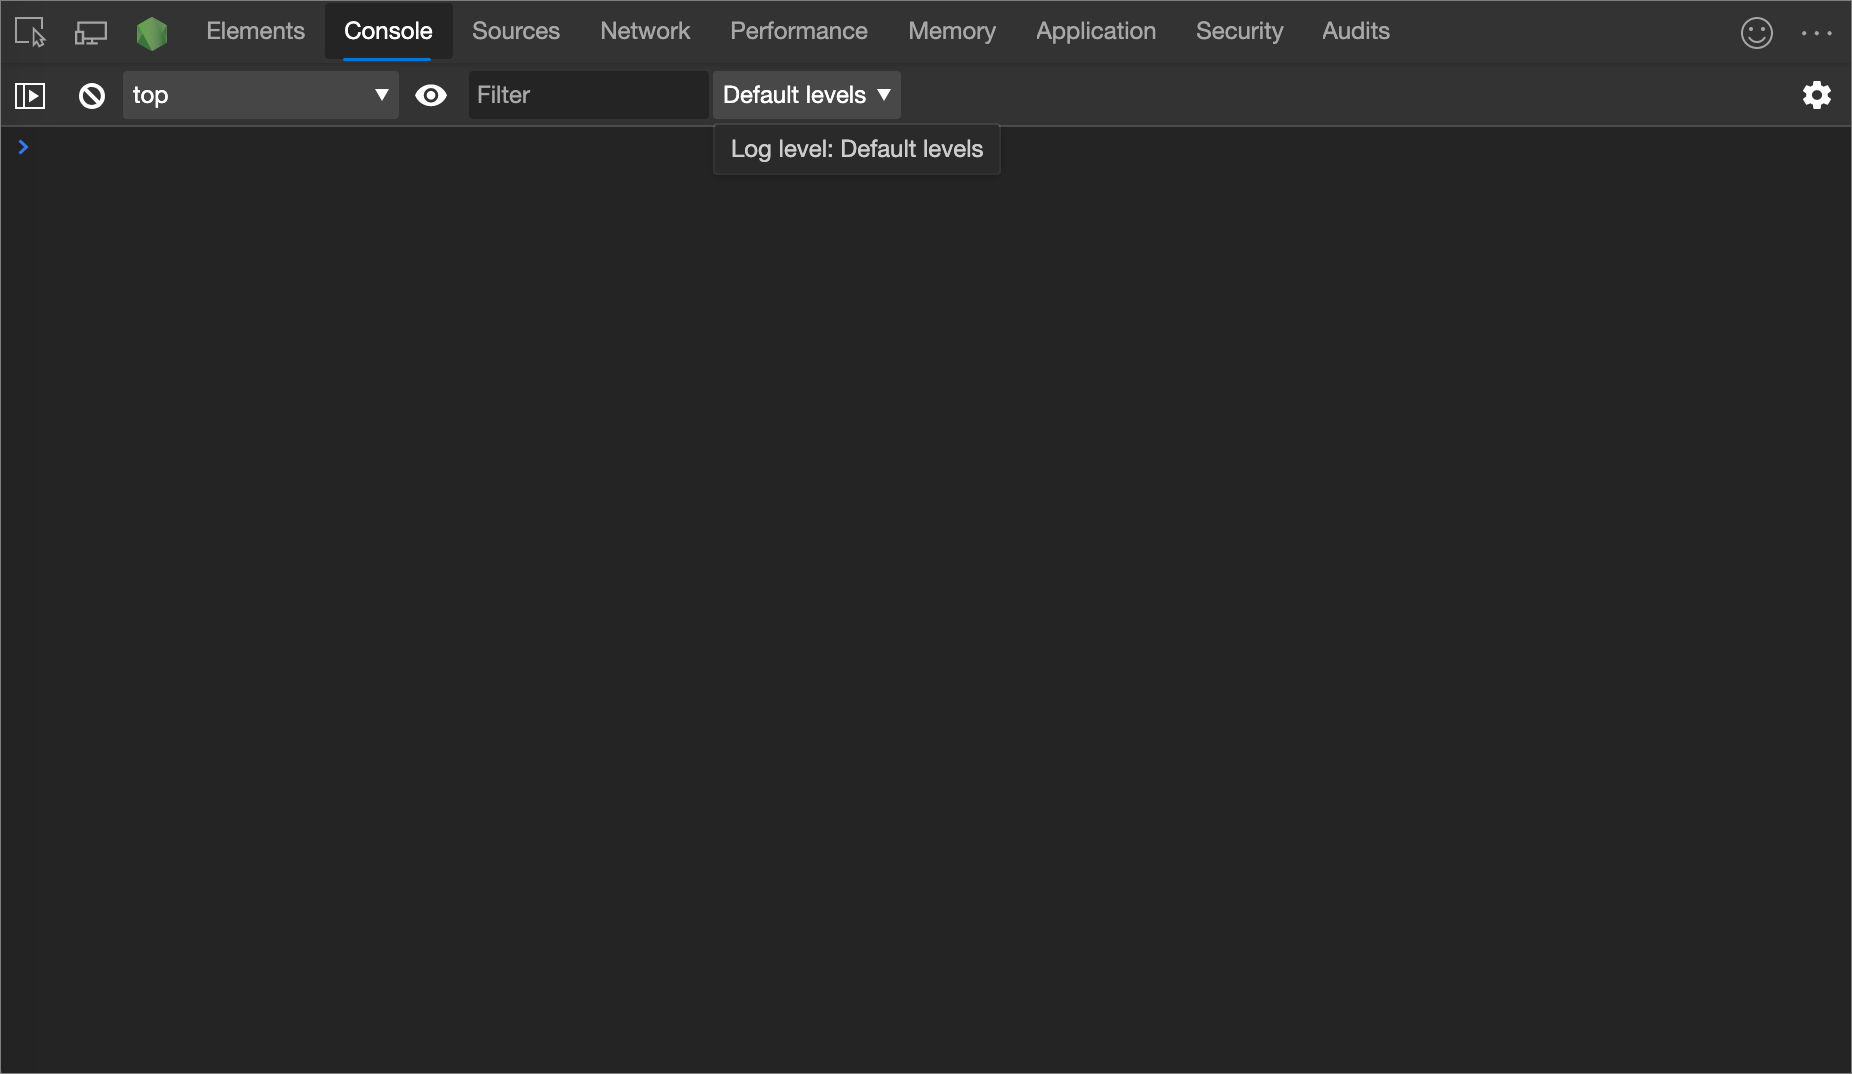 Elements Console Sources Network Performance Memory Application Security Audits
top Filter Default levels
Log level: Default levels